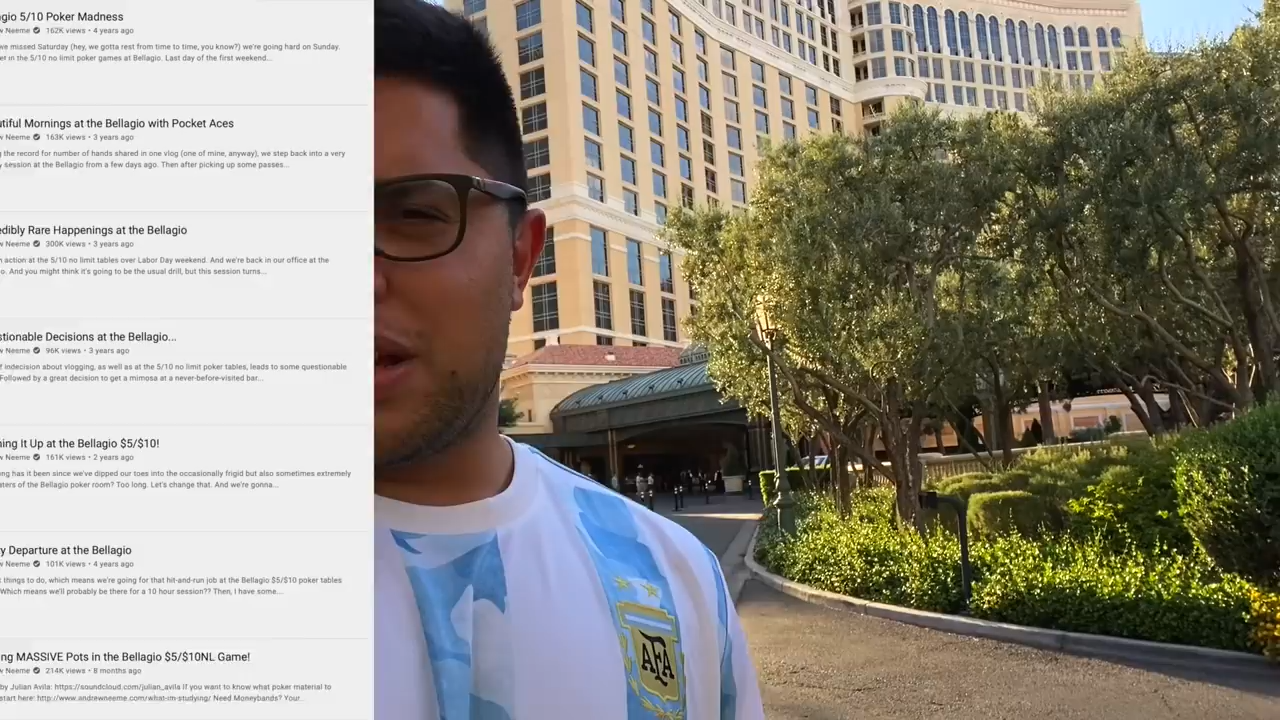 gio 5/10 Poker Madness
w Neeme 162K views • 4 years ago
we missed Saturday (hey, we gotta rest from time to time, you know?) we're going hard on Sunday.
in the 5/10 no limit poker games at Bellagio. Last day of the first weekend...
utiful Mornings at the Bellagio with Pocket Aces
w Neeme 163K views • 3 years ago
g the record for number of hands shared in one vlog (one of mine, anyway), we step back into a very
session at the Bellagio from a few days ago. Then after picking up some passes...
edibly Rare Happenings at the Bellagio
w Neeme 300K views • 3 years ago
action at the 5/10 no limit tables over Labor Day weekend. And we're back in our office at the
o. And you might think it's going to be the usual drill, but this session turns...
stionable Decisions at the Bellagio...
w Neeme 96K views • 3 years ago
f indecision about vlogging, as well as at the 5/10 no limit poker tables, leads to some questionable
Followed by a great decision to get a mimosa at a never-before-visited bar...
ning It Up at the Bellagio $5/$10!
w Neeme 161K views • 2 years ago
ng has it been since we've dipped our toes into the occasionally frigid but also sometimes extremely
aters of the Bellagio poker room? Too long. Let's change that. And we're gonna...
y Departure at the Bellagio
w Neeme 101K views • 4 years ago
things to do, which means we're going for that hit-and-run job at the Bellagio $5/$10 poker tables
Which means we'll probably be there for a 10 hour session?? Then, I have some...
ng MASSIVE Pots in the Bellagio $5/$10NL Game!
w Neeme 214K views • 8 months ago
by Julian Avila: https://soundcloud.com/julian_avila If you want to know what poker material to
start here: http://www.andrewneeme.com/what-im-studying/ Need Moneybands? Your...
AFA